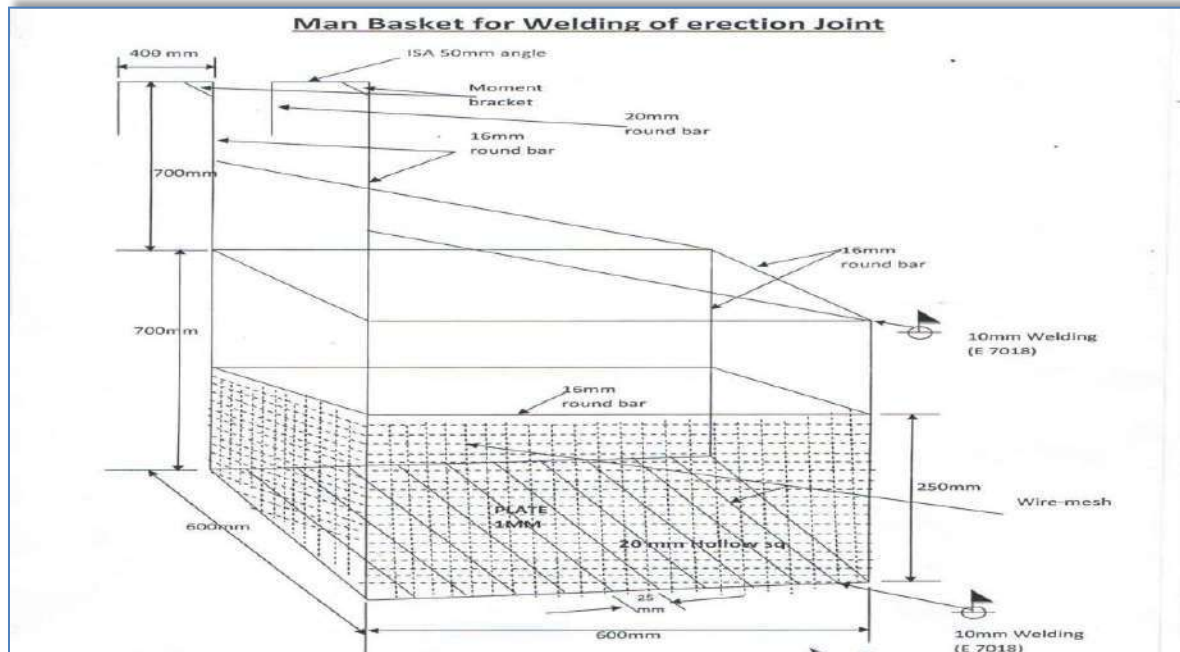 Man Basket for Welding of erection Joint
400 mm
ISA 50mm angle
Moment
bracket
20mm
round bar
16mm
round bar
700mm
16mm
round bar
700mm
10mm Welding
(E 7018)
16mm
round bar
250mm
Wire-mesh
600mm
PLATE
1MM
20 mm Hollow sq
25
mm
600mm
10mm Welding
(E 7018)